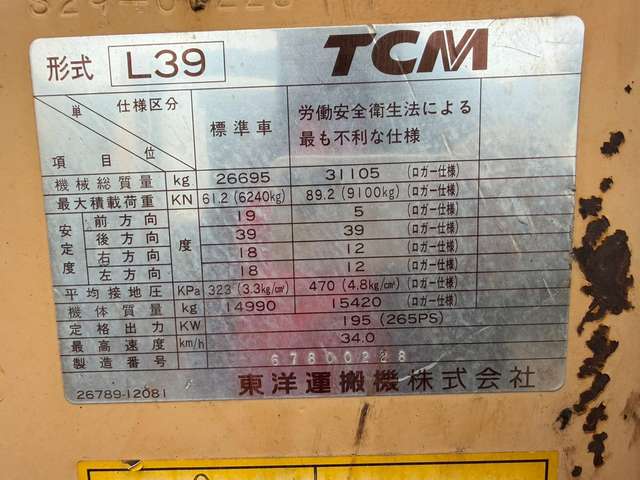 形式 L39 TCM
単 仕様区分 標準車 労働安全衛生法による
項目 位 最も不利な仕様
機械総質量 kg 26695 31105 (ロガー仕様)
最大積載荷重 KN 61.2 (6240kg) 89.2 (9100kg) (ロガー仕様)
安定度 前方向 度 19 5 (ロガー仕様)
後方向 39 39 (ロガー仕様)
右方向 18 12 (ロガー仕様)
左方向 18 12 (ロガー仕様)
平均接地圧 KPa 323 (3.3kg/c㎡) 470 (4.8kg/c㎡) (ロガー仕様)
機体質量 kg 14990 15420 (ロガー仕様)
定格出力 KW 195 (265PS)
最高速度 km/h 34.0
製造番号 67800228
26789-12081 東洋運搬機株式会社